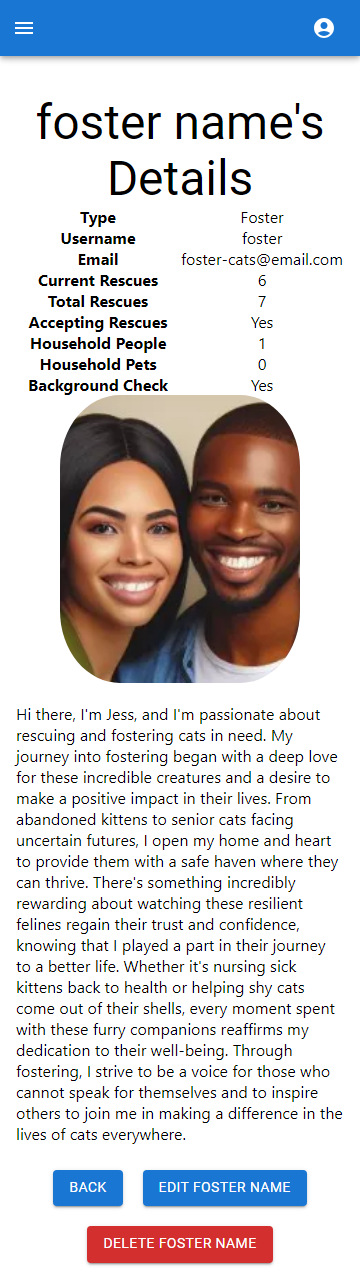 foster name's
Details
Type Foster
Username foster
Email foster-cats@email.com
Current Rescues 6
Total Rescues 7
Accepting Rescues Yes
Household People 1
Household Pets 0
Background Check Yes
Hi there, I'm Jess, and I'm passionate about
rescuing and fostering cats in need. My
journey into fostering began with a deep love
for these incredible creatures and a desire to
make a positive impact in their lives. From
abandoned kittens to senior cats facing
uncertain futures, I open my home and heart
to provide them with a safe haven where they
can thrive. There's something incredibly
rewarding about watching these resilient
felines regain their trust and confidence,
knowing that I played a part in their journey
to a better life. Whether it's nursing sick
kittens back to health or helping shy cats
come out of their shells, every moment spent
with these furry companions reaffirms my
dedication to their well-being. Through
fostering, I strive to be a voice for those who
cannot speak for themselves and to inspire
others to join me in making a difference in the
lives of cats everywhere.
BACK EDIT FOSTER NAME
DELETE FOSTER NAME